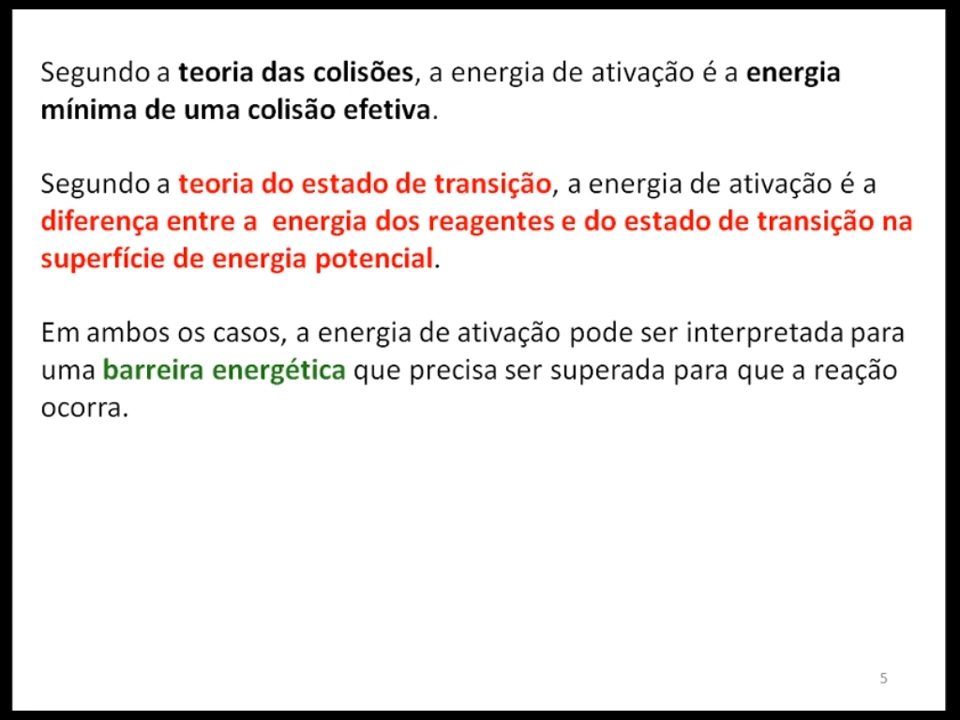 Segundo a teoria das colisões, a energia de ativação é a energia
mínima de uma colisão efetiva.
Segundo a teoria do estado de transição, a energia de ativação é a
diferença entre a  energia dos reagentes e do estado de transição na
superfície de energia potencial.
Em ambos os casos, a energia de ativação pode ser interpretada para
uma barreira energética que precisa ser superada para que a reação
ocorra.
5